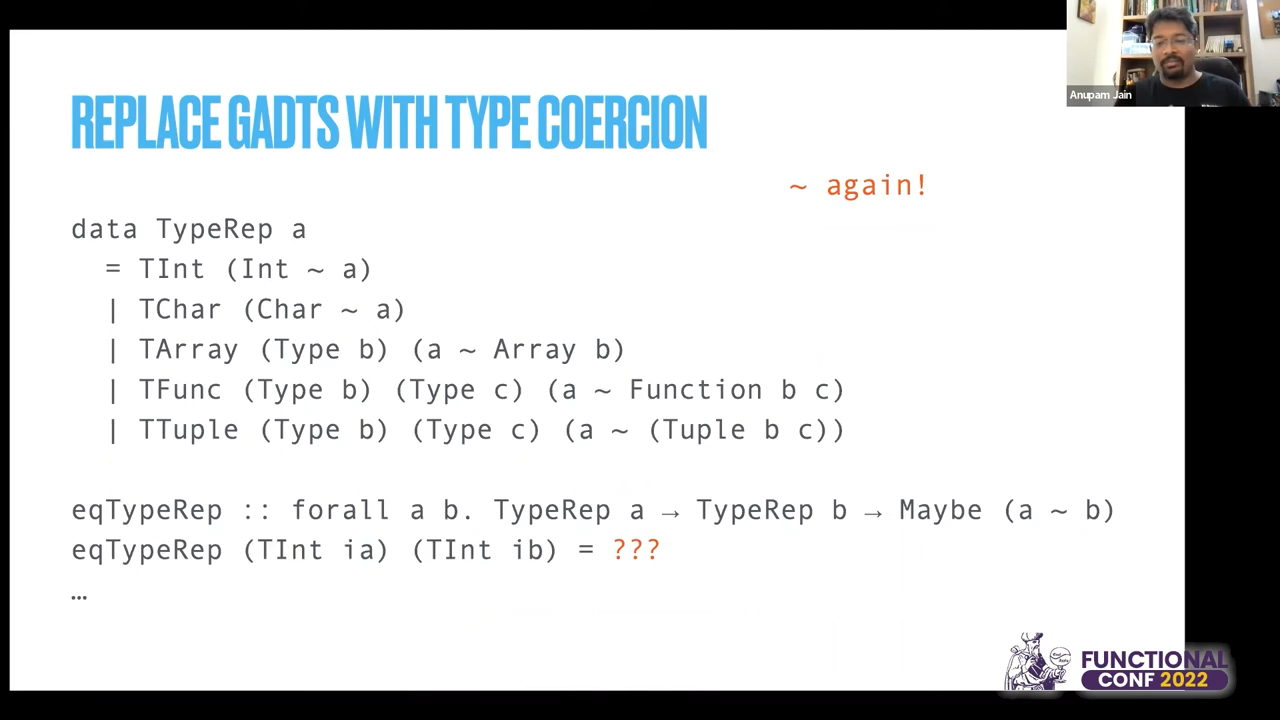 Anupam Jain
REPLACE GADTS WITH TYPE COERCION
~ again!
data TypeRep a
= TInt (Int ~ a)
| TChar (Char ~ a)
| TArray (Type b) (a ~ Array b)
| TFunc (Type b) (Type c) (a ~ Function b c)
| TTuple (Type b) (Type c) (a ~ (Tuple b c))
eqTypeRep :: forall a b. TypeRep a → TypeRep b → Maybe (a ~ b)
eqTypeRep (TInt ia) (TInt ib) = ???
…
FUNCTIONAL
CONF 2022